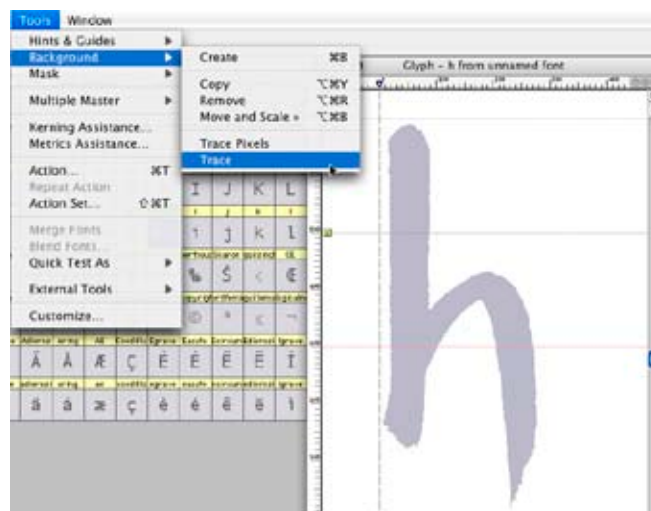 Tools Window
Hints & Guides
Background
Mask
Multiple Master
Kerning Assistance...
Metrics Assistance...
Action... ⌘T
Repeat Action
Action Set... ⇧⌘T
Merge Fonts
Blend Fonts...
Quick Test As
External Tools
Customize...
Create ⌘B
Copy ⌥⌘Y
Remove ⌥⌘R
Move and Scale » ⌥⌘B
Trace Pixels
Trace
Glyph - h from unnamed font
I J K L
i j k l
Š < Œ
© ª « ¬
Ä Å Æ Ç È É Ê Ë Ì
ä å æ ç è é ê ë ì
h